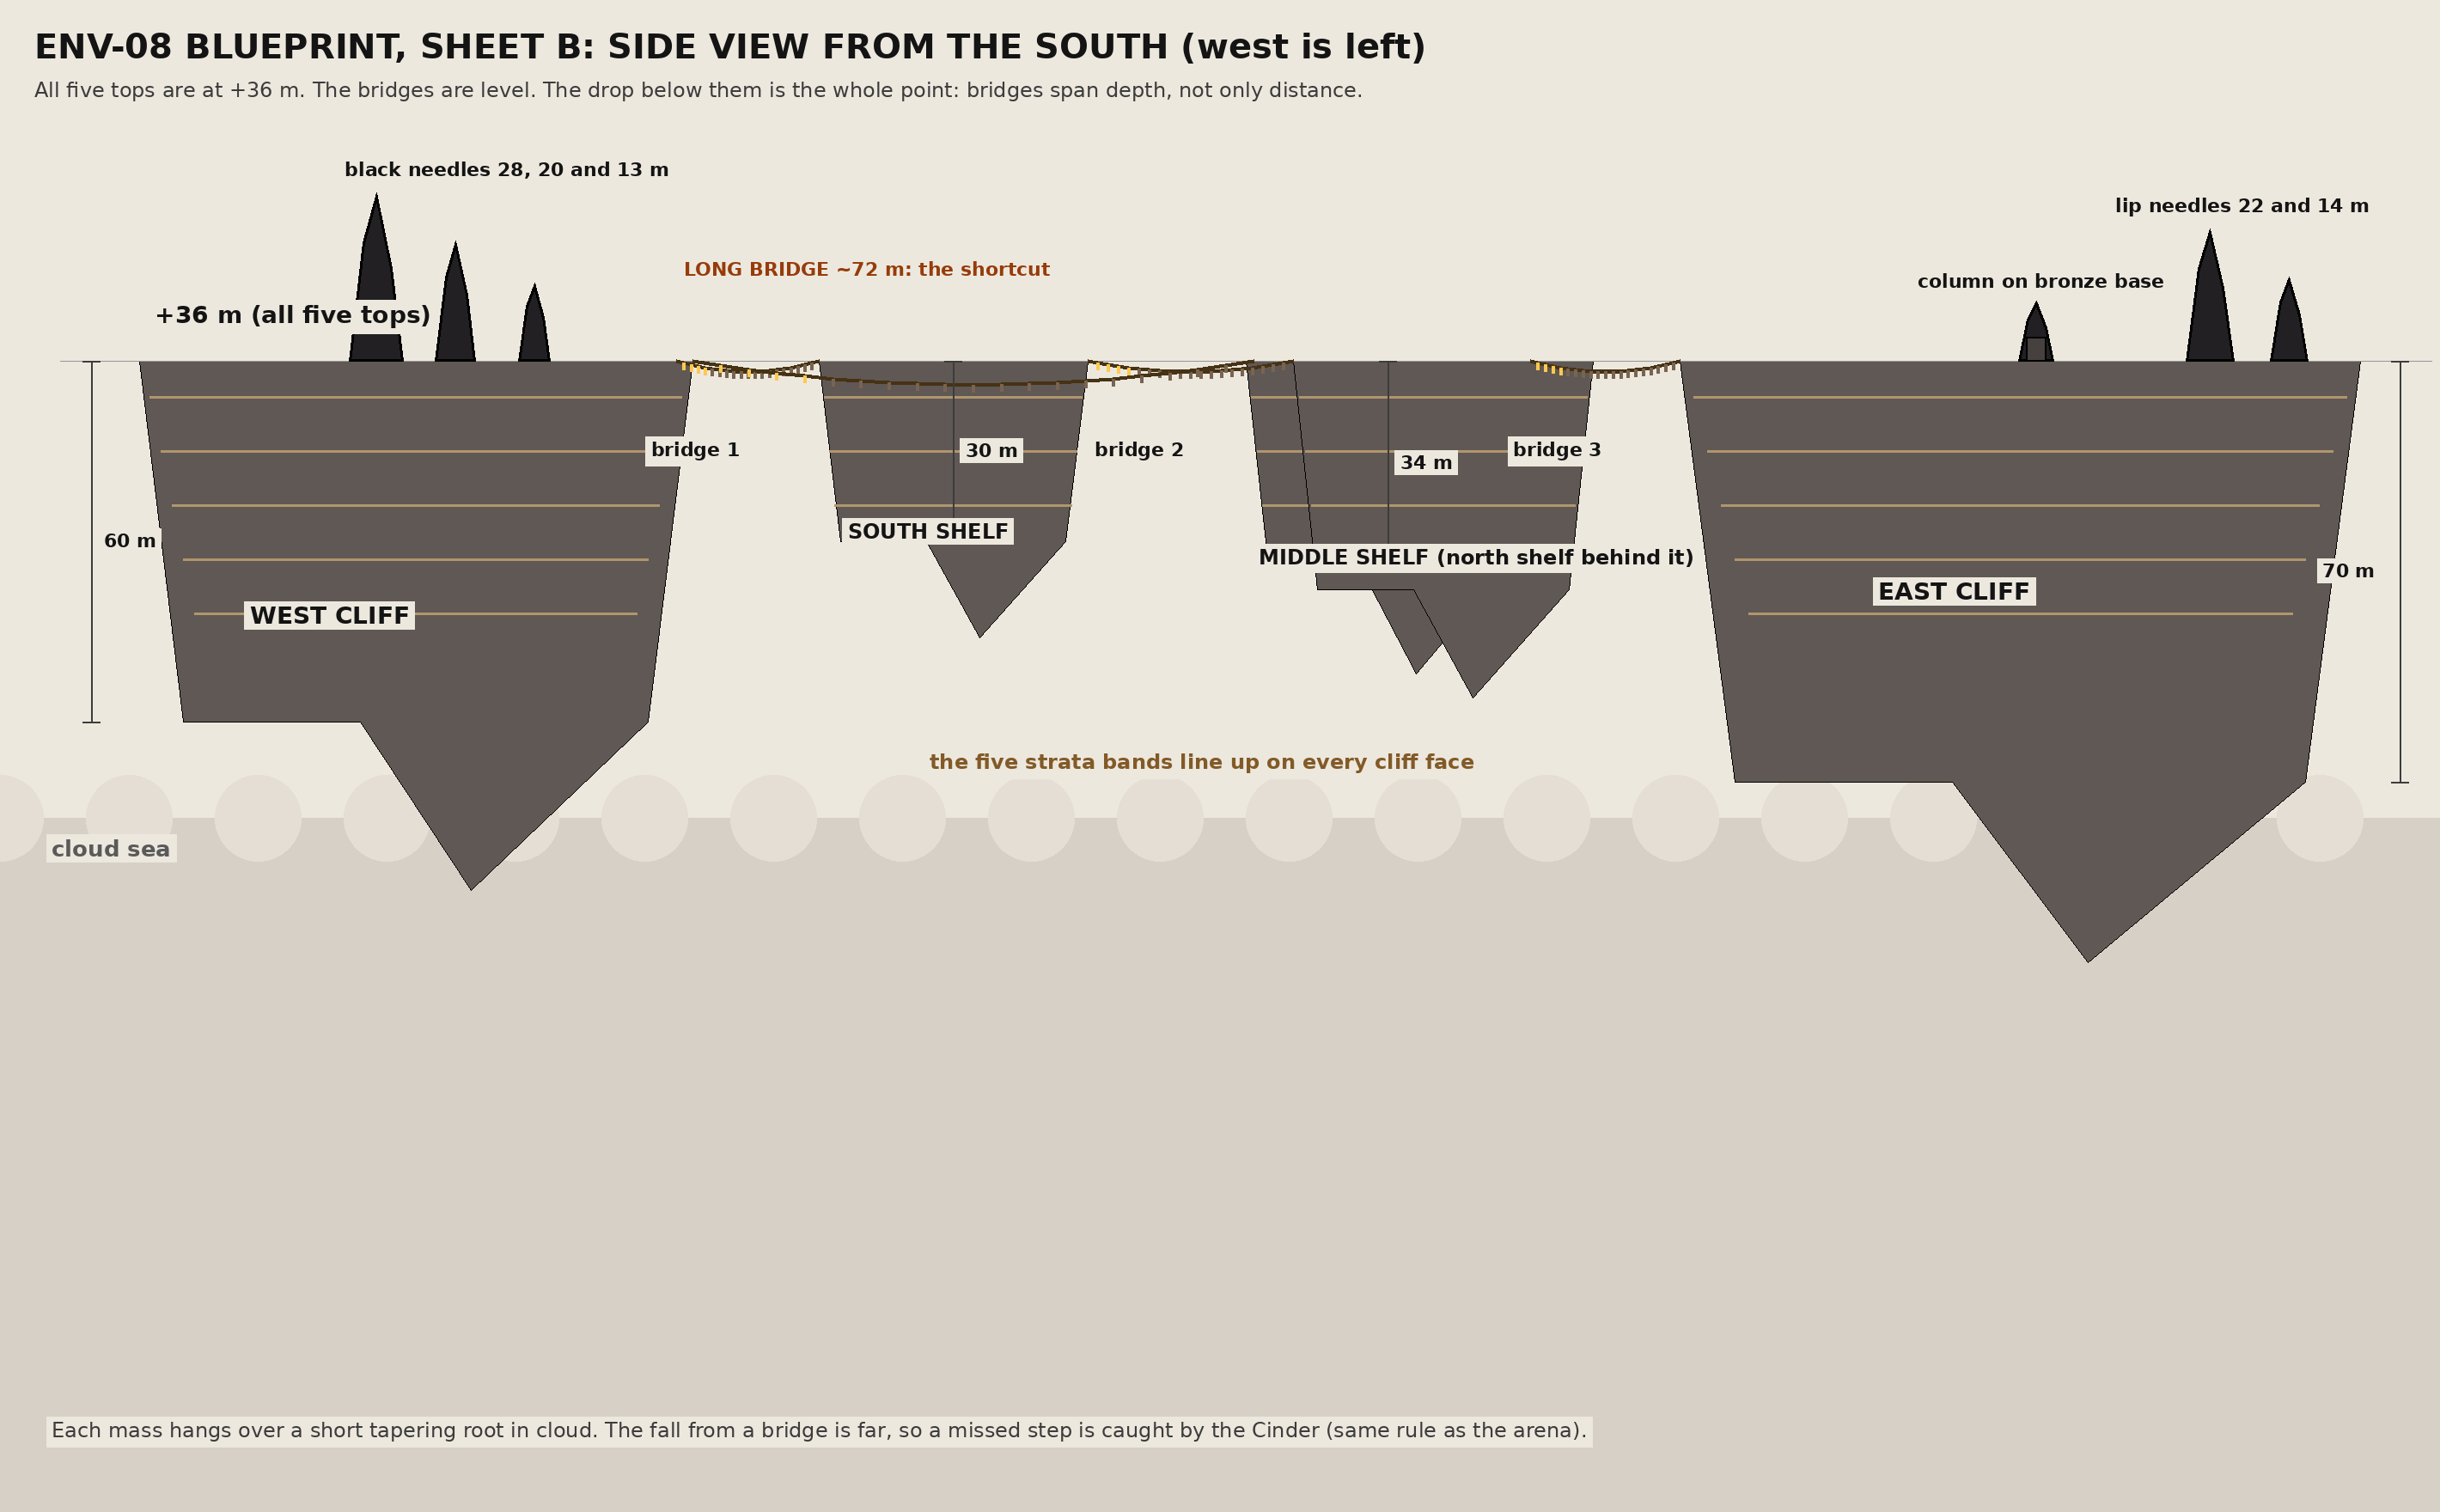 ENV-08 BLUEPRINT, SHEET B: SIDE VIEW FROM THE SOUTH (west is left)
All five tops are at +36 m. The bridges are level. The drop below them is the whole point: bridges span depth, not only distance.
black needles 28, 20 and 13 m
lip needles 22 and 14 m
LONG BRIDGE ~72 m: the shortcut
column on bronze base
+36 m (all five tops)
bridge 1
30 m
bridge 2
34 m
bridge 3
60 m
SOUTH SHELF
MIDDLE SHELF (north shelf behind it)
70 m
WEST CLIFF
EAST CLIFF
the five strata bands line up on every cliff face
cloud sea
Each mass hangs over a short tapering root in cloud. The fall from a bridge is far, so a missed step is caught by the Cinder (same rule as the arena).